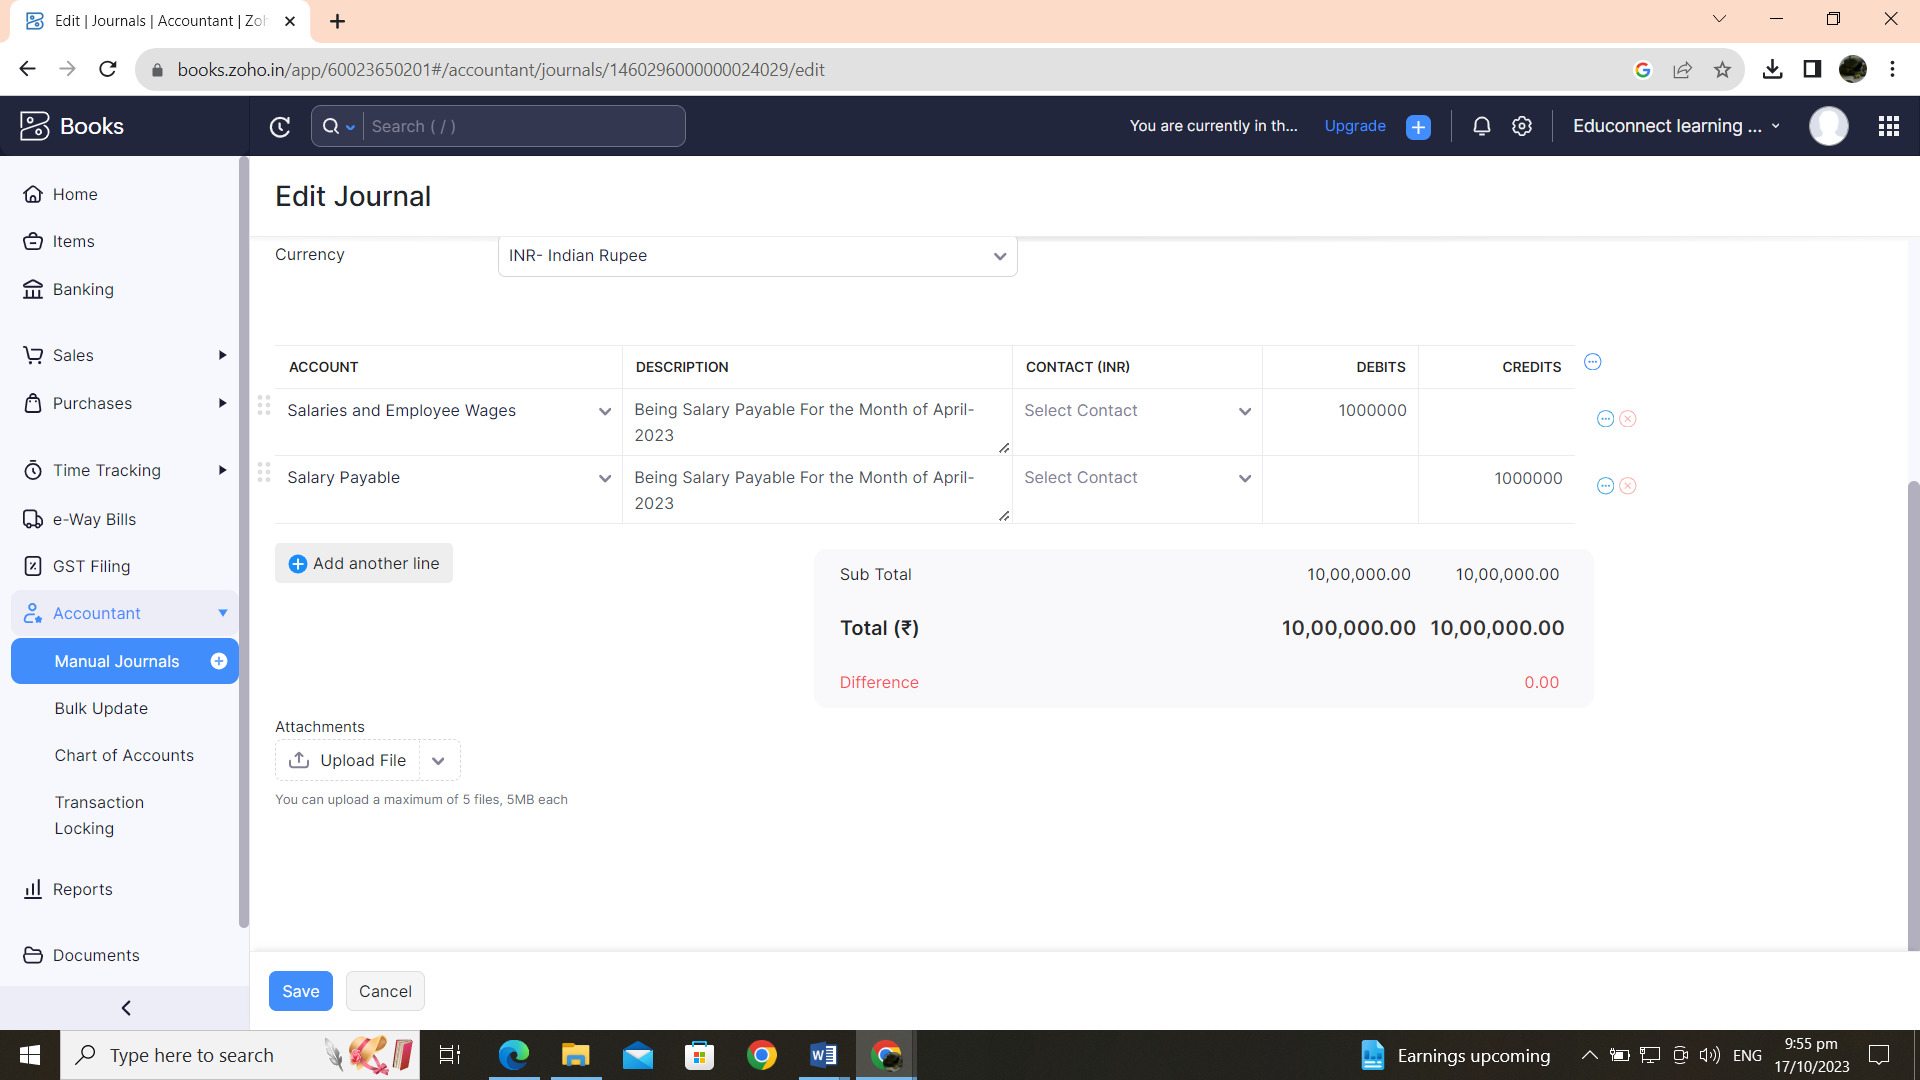 Edit | Journals | Accountant | Zoh
books.zoho.in/app/60023650201#/accountant/journals/1460296000000024029/edit
Books
Search ( / )
You are currently in th...
Upgrade
Educonnect learning ...
Home
Items
Banking
Sales
Purchases
Time Tracking
e-Way Bills
GST Filing
Accountant
Manual Journals
Bulk Update
Chart of Accounts
Transaction
Locking
Reports
Documents
Edit Journal
Currency
INR- Indian Rupee
ACCOUNT DESCRIPTION CONTACT (INR) DEBITS CREDITS
Salaries and Employee Wages Being Salary Payable For the Month of April- Select Contact 1000000
2023
Salary Payable Being Salary Payable For the Month of April- Select Contact 1000000
2023
Add another line
Sub Total 10,00,000.00 10,00,000.00
Total (₹) 10,00,000.00 10,00,000.00
Difference 0.00
Attachments
Upload File
You can upload a maximum of 5 files, 5MB each
Save Cancel
Type here to search
Earnings upcoming
ENG
9:55 pm
17/10/2023